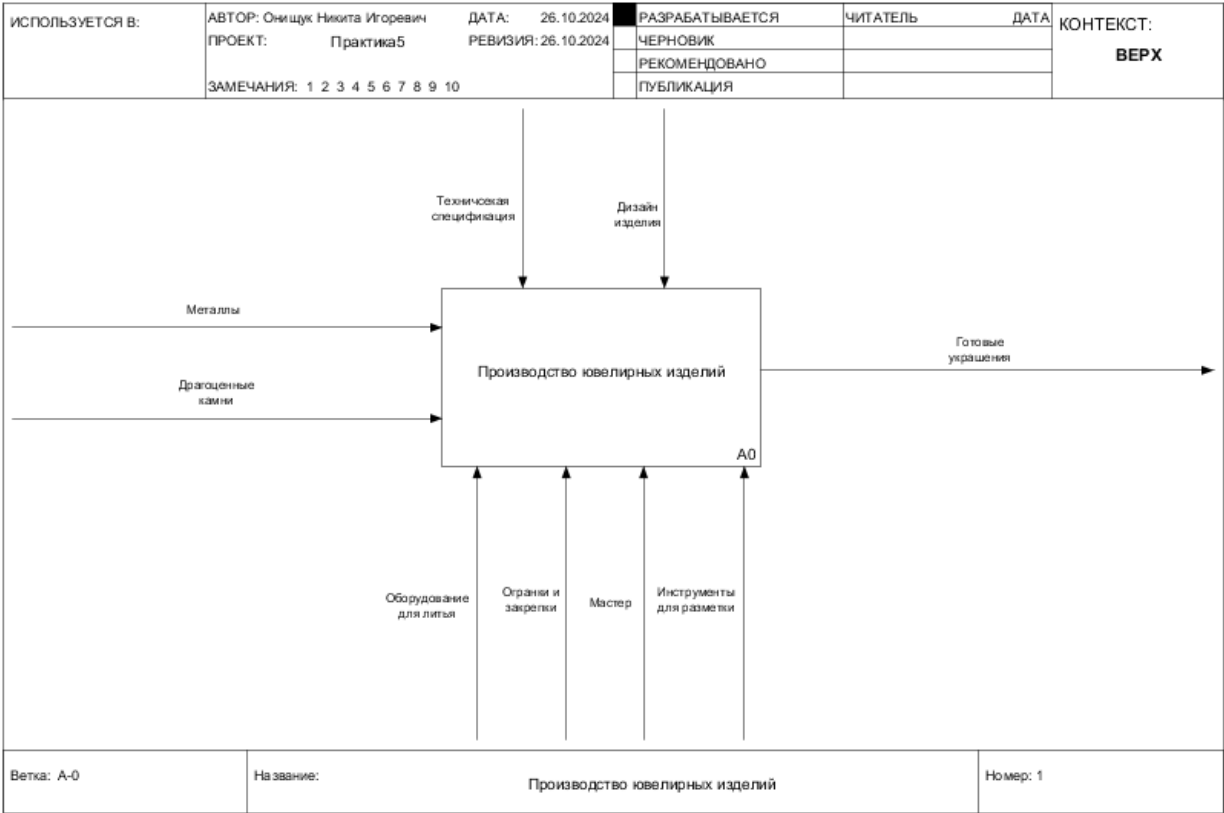 ИСПОЛЬЗУЕТСЯ В:
АВТОР: Онищук Никита Игоревич
ДАТА: 26.10.2024
ПРОЕКТ: Практика5
РЕВИЗИЯ: 26.10.2024
ЗАМЕЧАНИЯ: 1 2 3 4 5 6 7 8 9 10
РАЗРАБАТЫВАЕТСЯ
ЧЕРНОВИК
РЕКОМЕНДОВАНО
ПУБЛИКАЦИЯ
ЧИТАТЕЛЬ
ДАТА
КОНТЕКСТ:
ВЕРХ
Техничсекая
спецификация
Дизайн
изделия
Металлы
Драгоценные
камни
Производство ювелирных изделий
A0
Готовые
украшения
Оборудование
для литья
Огранки и
закрепки
Мастер
Инструменты
для разметки
Ветка: A-0
Название:
Производство ювелирных изделий
Номер: 1